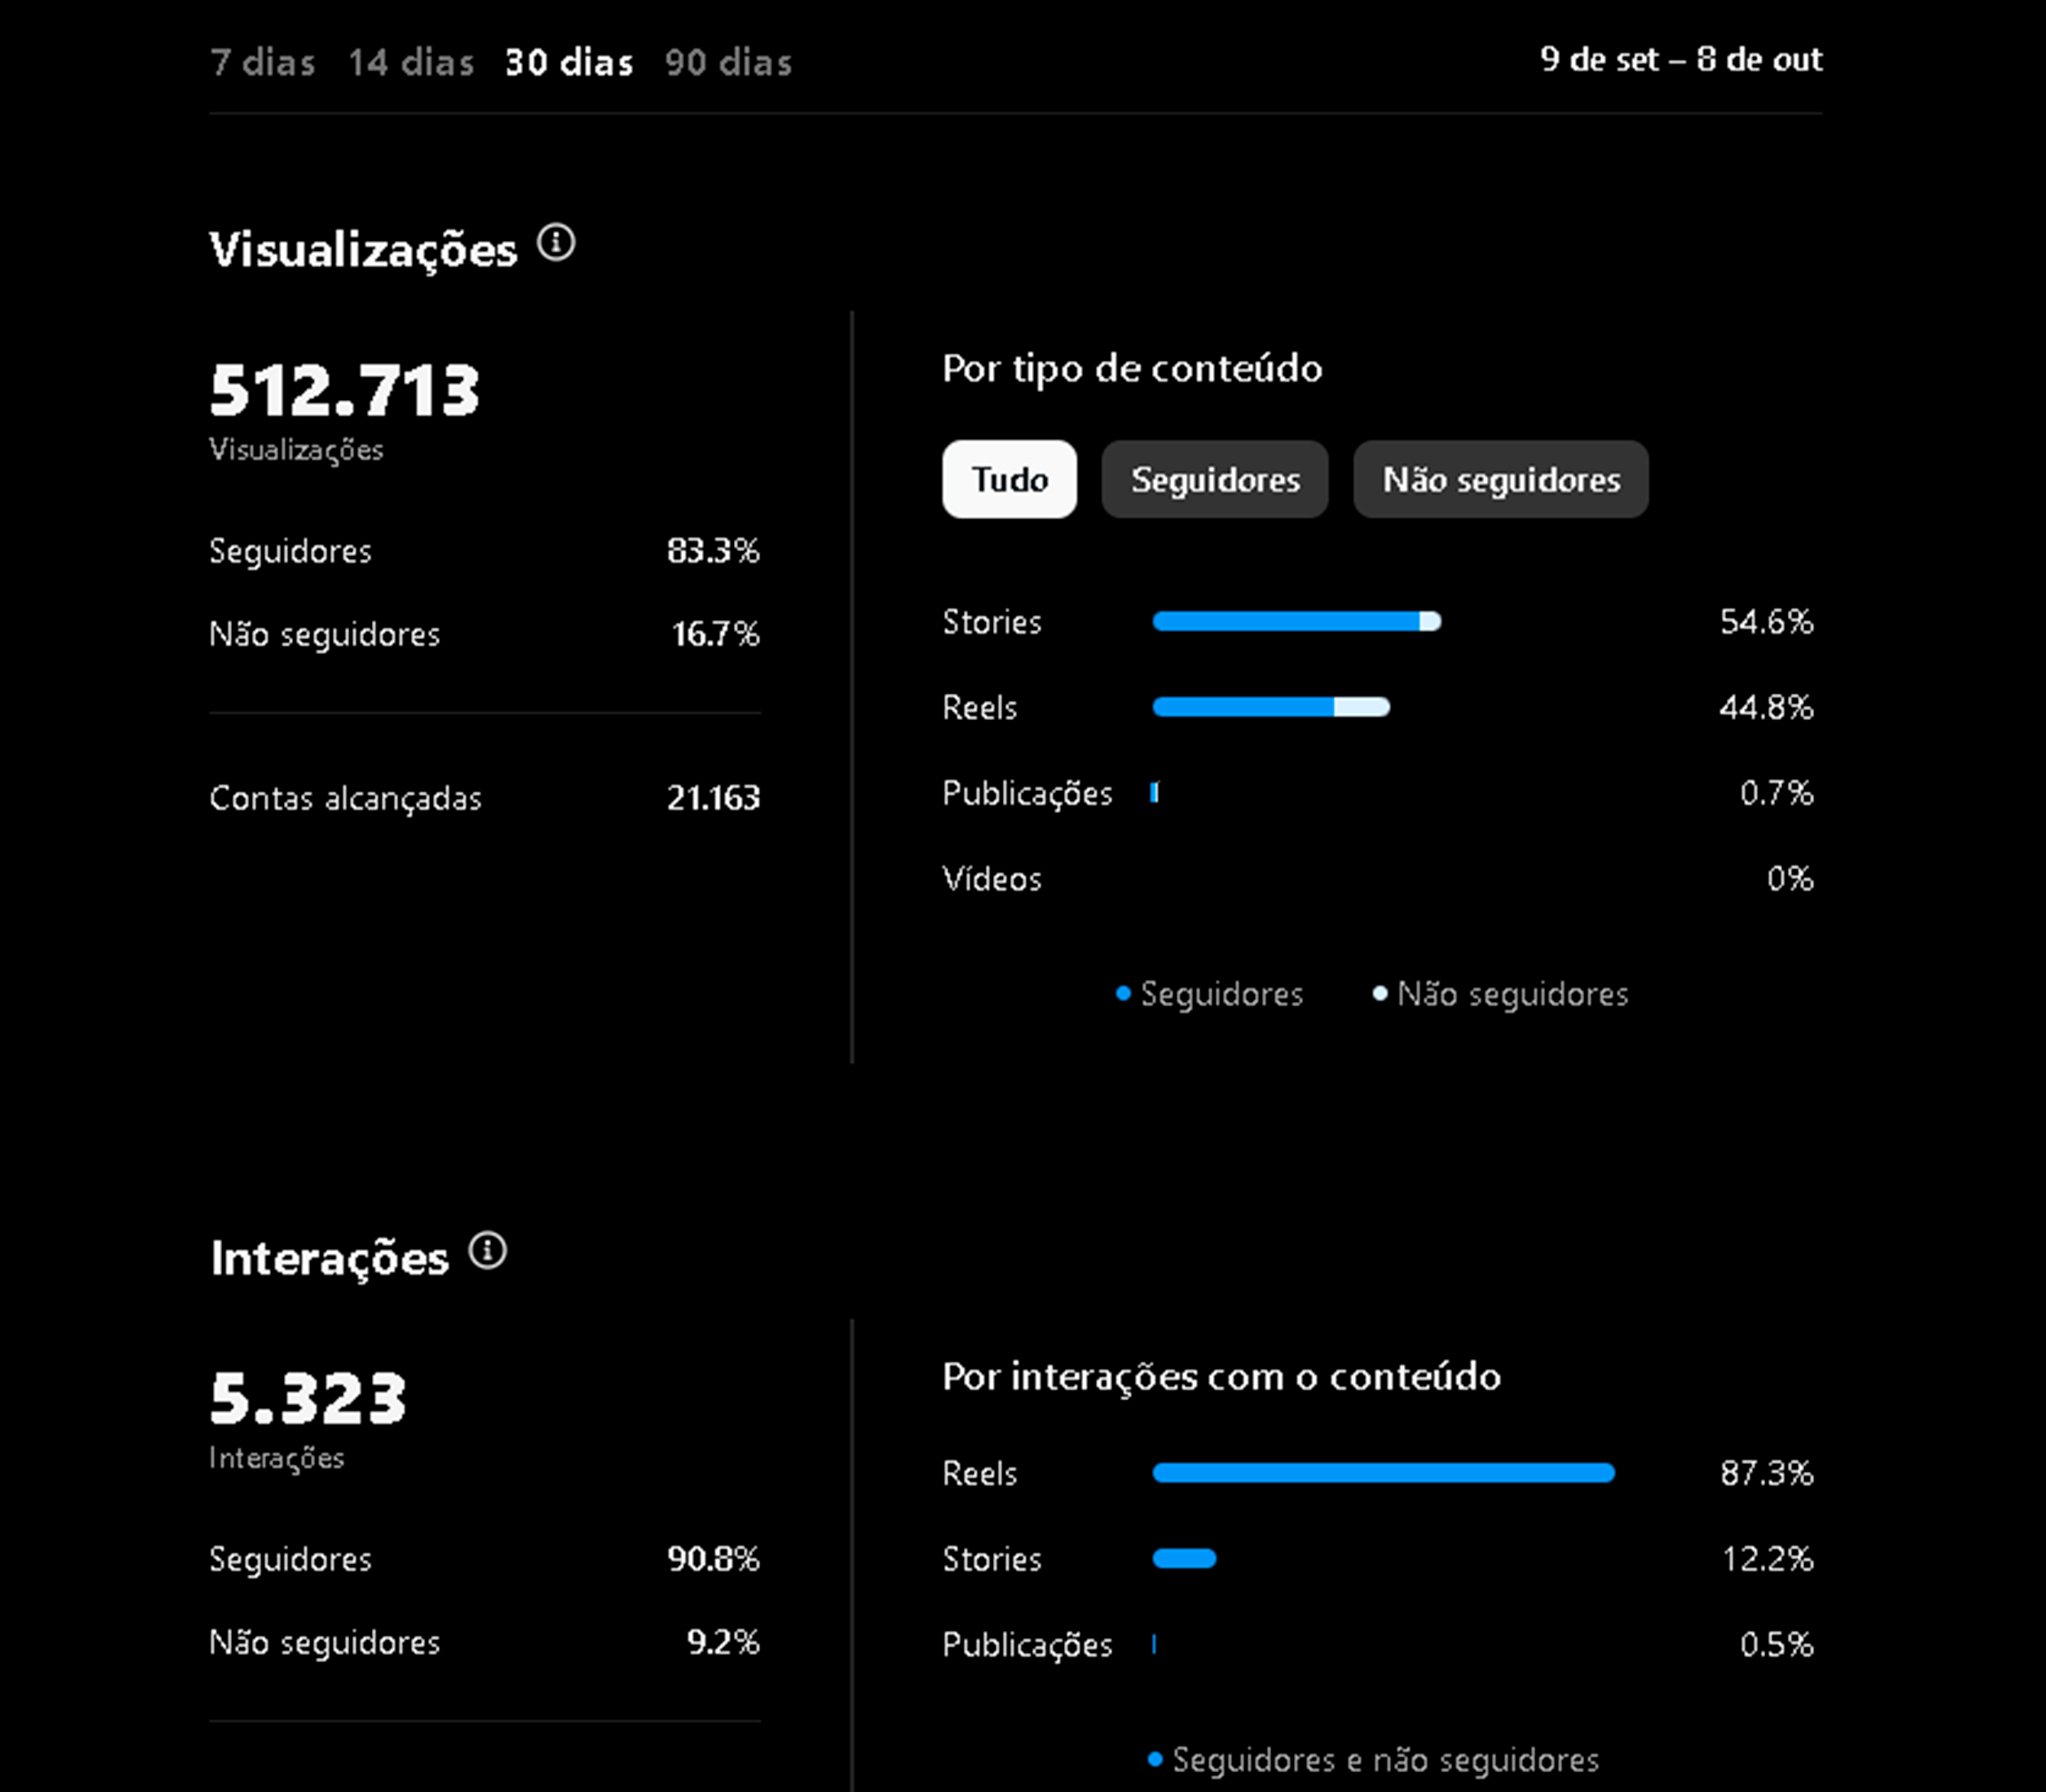 7 dias 14 dias 30 dias 90 dias 9 de set – 8 de out
Visualizações
512.713
Visualizações
Seguidores 83.3%
Não seguidores 16.7%
Contas alcançadas 21.163
Por tipo de conteúdo
Tudo Seguidores Não seguidores
Stories 54.6%
Reels 44.8%
Publicações 0.7%
Vídeos 0%
Seguidores Não seguidores
Interações
5.323
Interações
Seguidores 90.8%
Não seguidores 9.2%
Por interações com o conteúdo
Reels 87.3%
Stories 12.2%
Publicações 0.5%
Seguidores e não seguidores